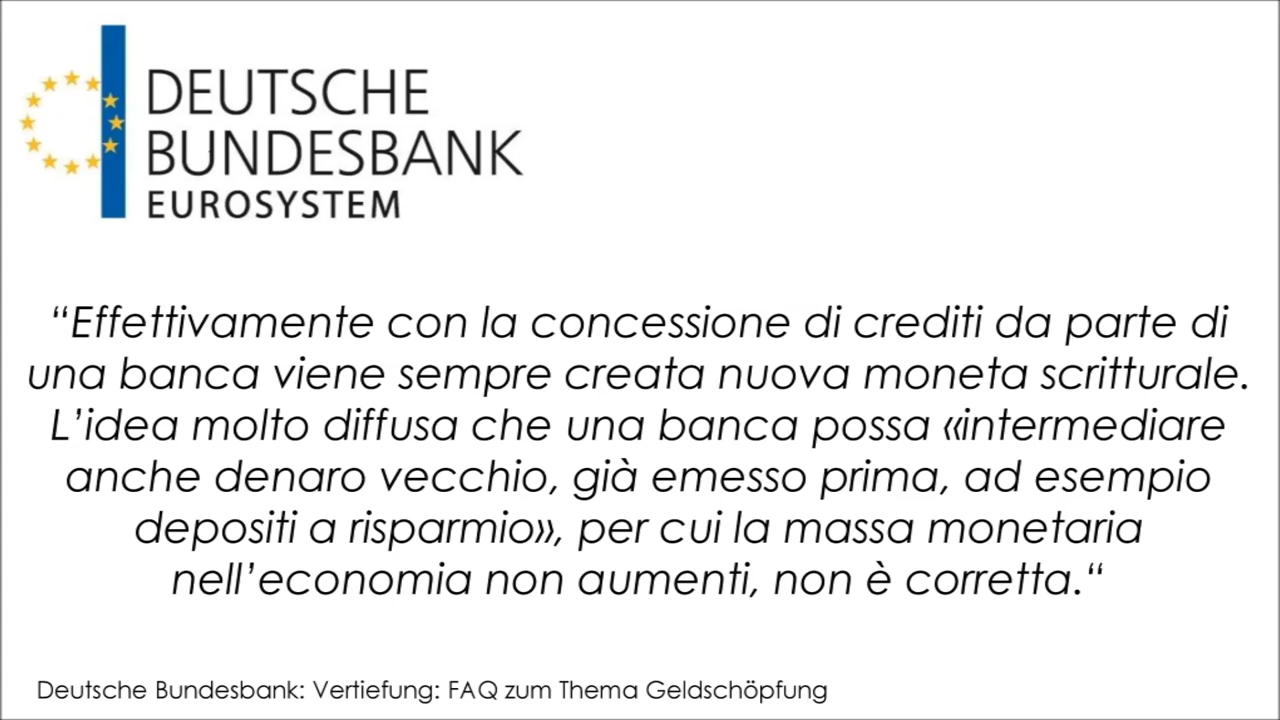 DEUTSCHE
BUNDESBANK
EUROSYSTEM
“Effettivamente con la concessione di crediti da parte di
una banca viene sempre creata nuova moneta scritturale.
L’idea molto diffusa che una banca possa «intermediare
anche denaro vecchio, già emesso prima, ad esempio
depositi a risparmio», per cui la massa monetaria
nell’economia non aumenti, non è corretta.“
Deutsche Bundesbank: Vertiefung: FAQ zum Thema Geldschöpfung